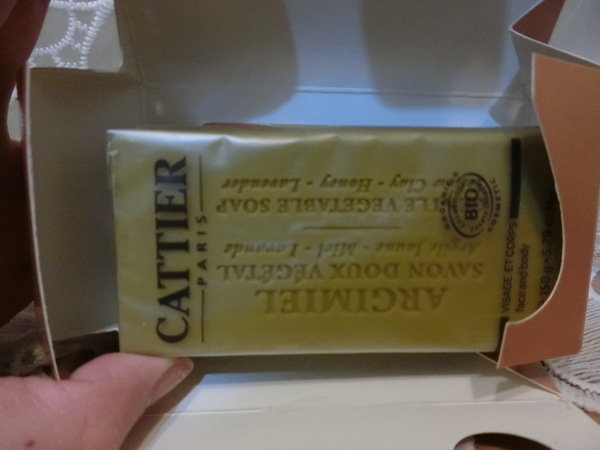 CATTIER
PARIS
ARGIMIEL
SAVON DOUX VÉGÉTAL
Argile Jaune - Miel - Lavande
VEGETABLE SOAP
Clay - Honey - Lavender
BIO
VISAGE ET CORPS
face and body
150 g